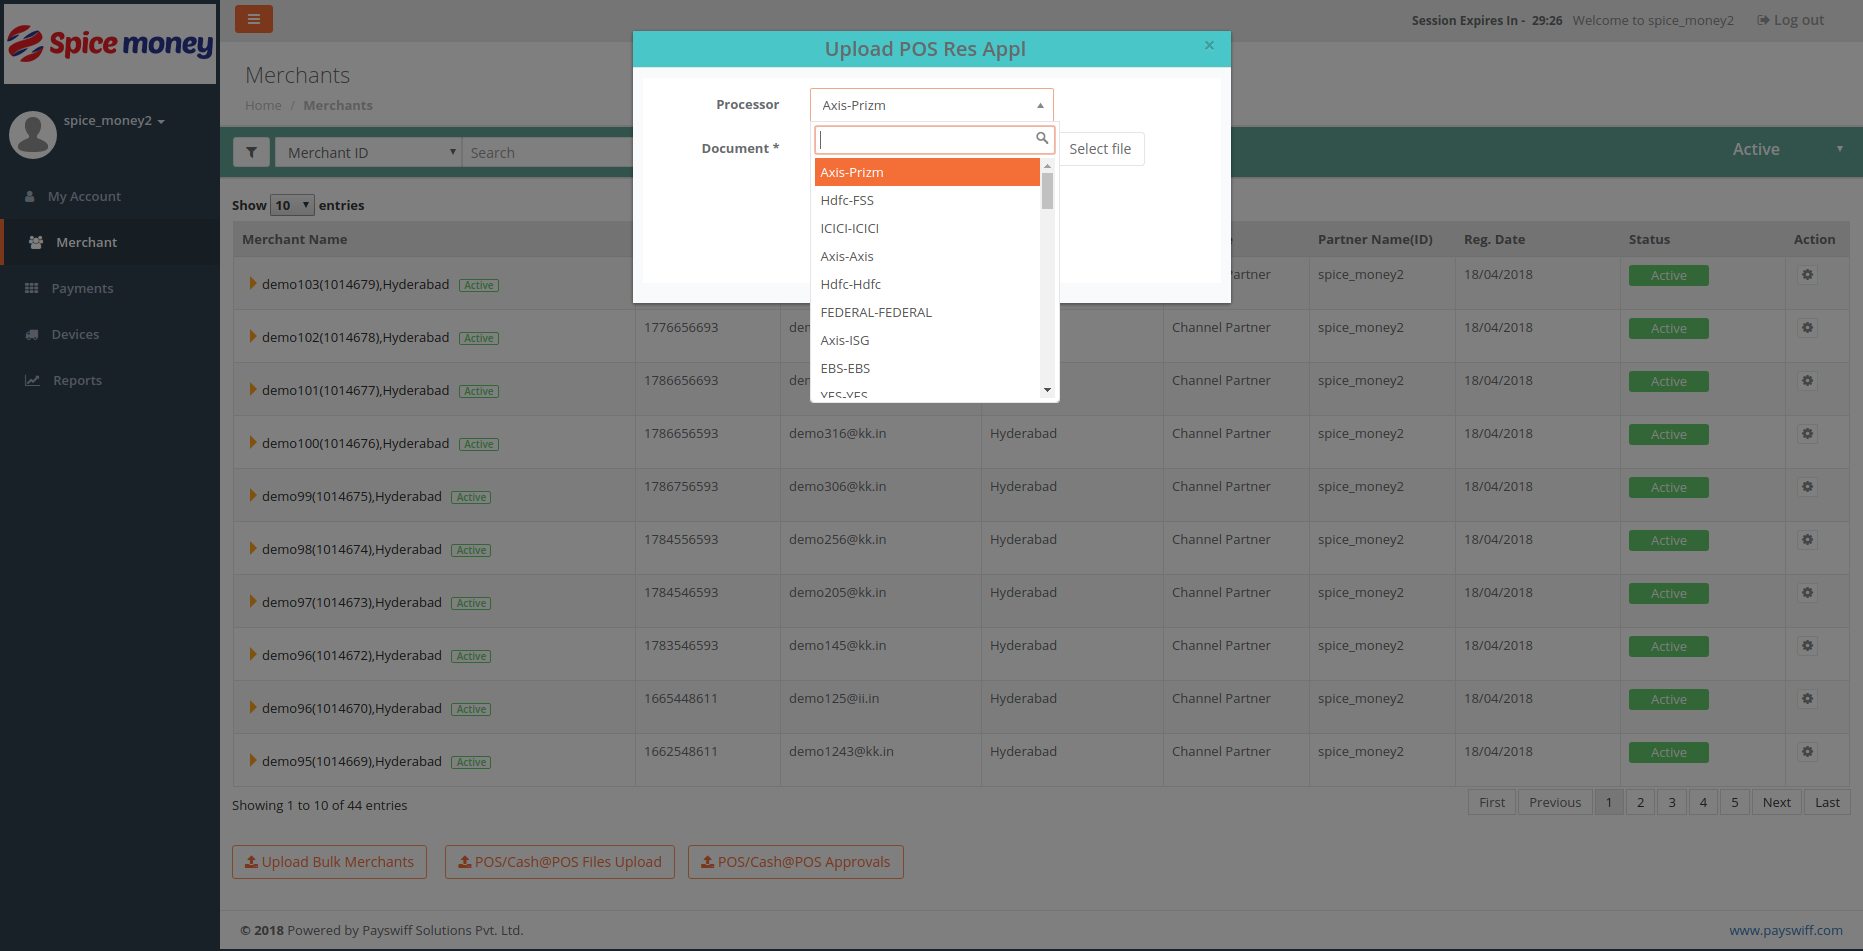 Spice money
Session Expires In - 29:26 Welcome to spice_money2 Log out
Upload POS Res Appl ×
Merchants
Home / Merchants
spice_money2
Processor Axis-Prizm
Document * Select file
Merchant ID Search Active
Axis-Prizm
Hdfc-FSS
ICICI-ICICI
Axis-Axis
Hdfc-Hdfc
FEDERAL-FEDERAL
Axis-ISG
EBS-EBS
YES-YES
My Account
Merchant
Payments
Devices
Reports
Show 10 entries
Merchant Name Partner Name(ID) Reg. Date Status Action
demo103(1014679),Hyderabad Active Partner spice_money2 18/04/2018 Active
demo102(1014678),Hyderabad Active 1776656693 Channel Partner spice_money2 18/04/2018 Active
demo101(1014677),Hyderabad Active 1786656693 Channel Partner spice_money2 18/04/2018 Active
demo100(1014676),Hyderabad Active 1786656593 demo316@kk.in Hyderabad Channel Partner spice_money2 18/04/2018 Active
demo99(1014675),Hyderabad Active 1786756593 demo306@kk.in Hyderabad Channel Partner spice_money2 18/04/2018 Active
demo98(1014674),Hyderabad Active 1784556593 demo256@kk.in Hyderabad Channel Partner spice_money2 18/04/2018 Active
demo97(1014673),Hyderabad Active 1784546593 demo205@kk.in Hyderabad Channel Partner spice_money2 18/04/2018 Active
demo96(1014672),Hyderabad Active 1783546593 demo145@kk.in Hyderabad Channel Partner spice_money2 18/04/2018 Active
demo96(1014670),Hyderabad Active 1665448611 demo125@ii.in Hyderabad Channel Partner spice_money2 18/04/2018 Active
demo95(1014669),Hyderabad Active 1662548611 demo1243@kk.in Hyderabad Channel Partner spice_money2 18/04/2018 Active
Showing 1 to 10 of 44 entries First Previous 1 2 3 4 5 Next Last
Upload Bulk Merchants POS/Cash@POS Files Upload POS/Cash@POS Approvals
© 2018 Powered by Payswiff Solutions Pvt. Ltd. www.payswiff.com